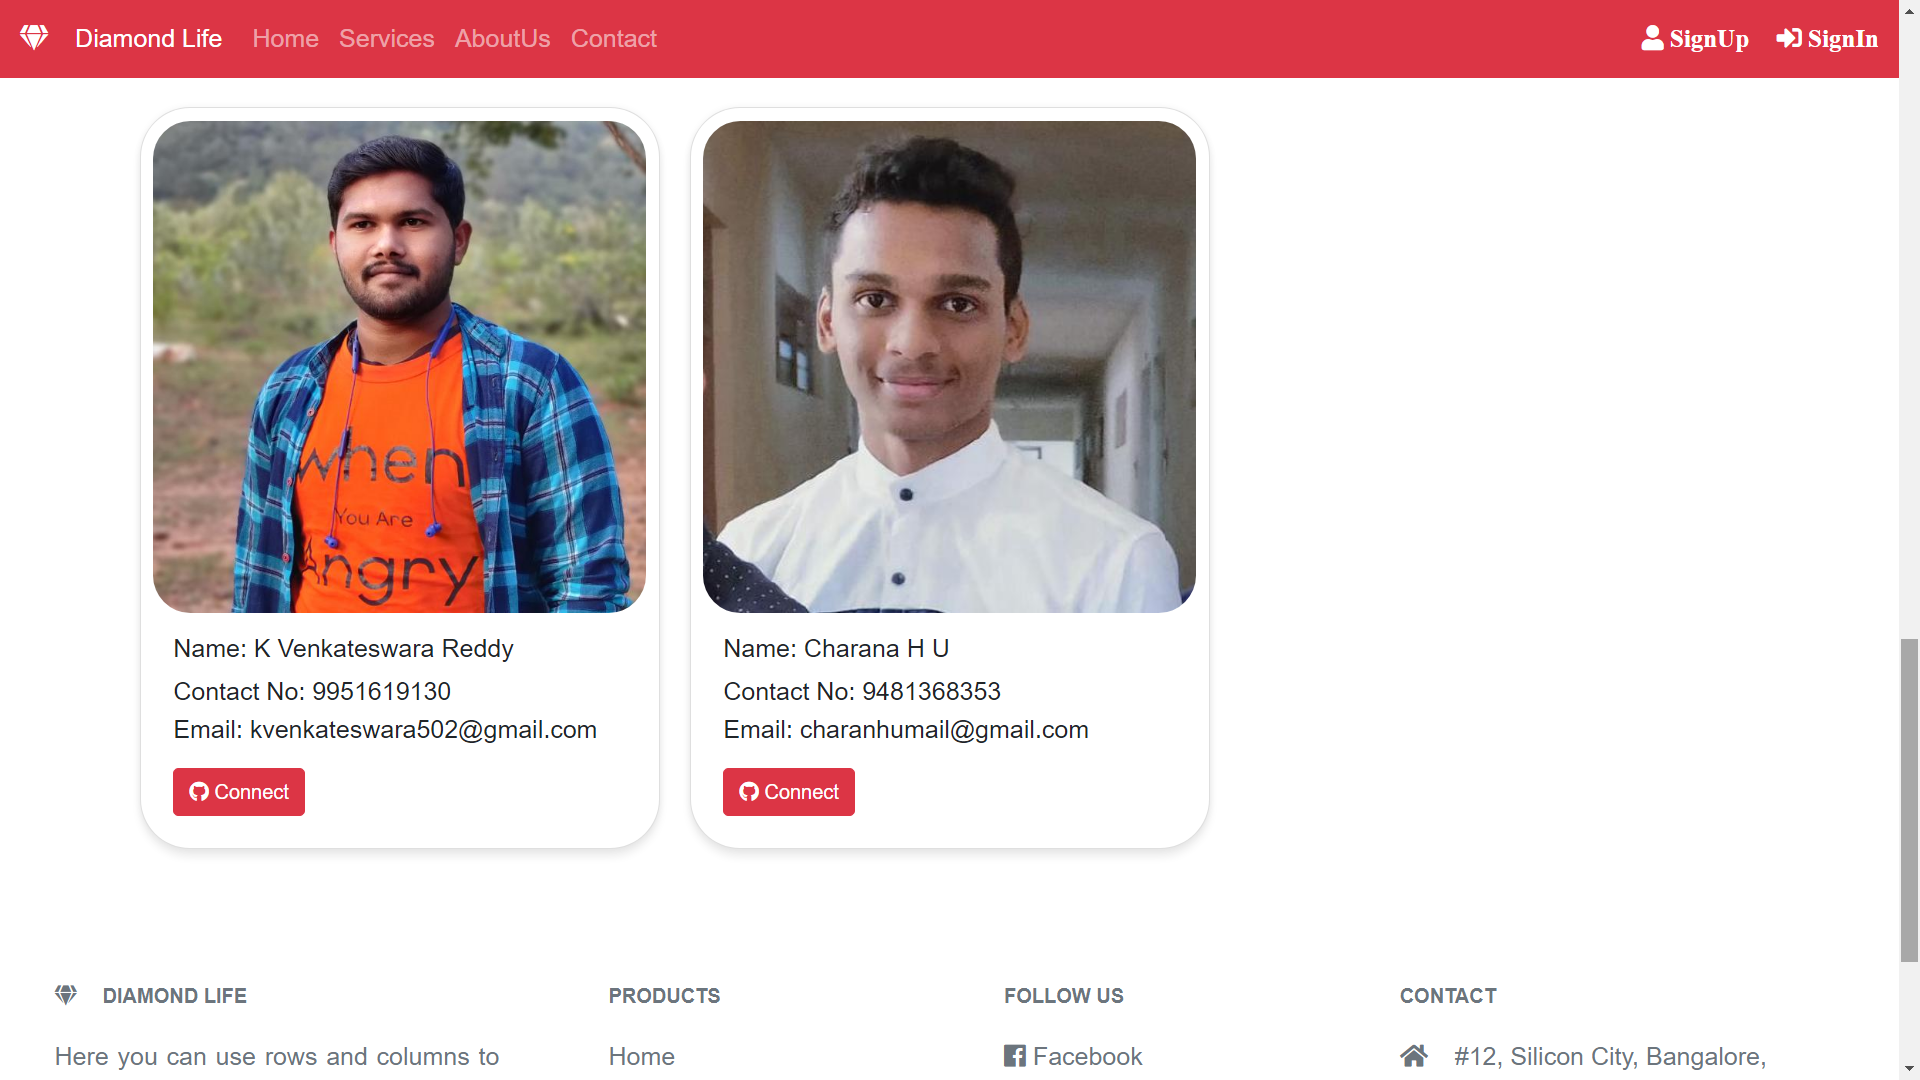 Diamond Life Home Services AboutUs Contact SignUp SignIn
When
You Are
Angry
Name: K Venkateswara Reddy
Contact No: 9951619130
Email: kvenkateswara502@gmail.com
Connect
Name: Charana H U
Contact No: 9481368353
Email: charanhumail@gmail.com
Connect
DIAMOND LIFE
Here you can use rows and columns to
PRODUCTS
Home
FOLLOW US
Facebook
CONTACT
#12, Silicon City, Bangalore,